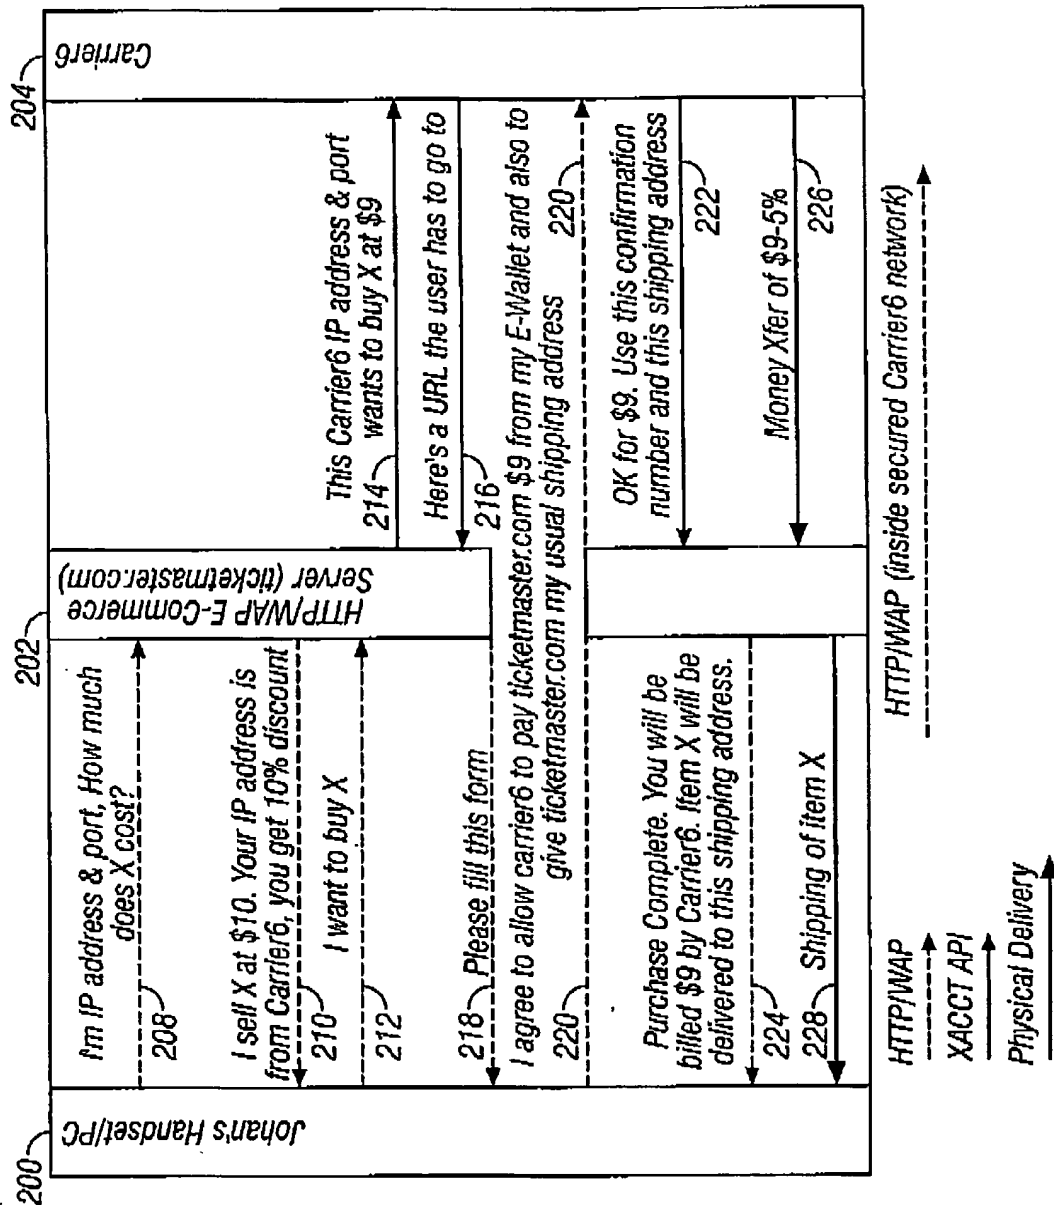 200
Johan's Handset/PC
202
HTTP/WAP E-Commerce
Server (ticketmaster.com)
204
Carrier6
I'm IP address & port, How much
does X cost?
208
I sell X at $10. Your IP address is
from Carrier6, you get 10% discount
210
I want to buy X
212
This Carrier6 IP address & port
wants to buy X at $9
214
Here's a URL the user has to go to
216
Please fill this form
218
I agree to allow carrier6 to pay ticketmaster.com $9 from my E-Wallet and also to
give ticketmaster.com my usual shipping address
220
220
OK for $9. Use this confirmation
number and this shipping address
222
Purchase Complete. You will be
billed $9 by Carrier6. Item X will be
delivered to this shipping address.
224
Money Xfer of $9-5%
226
Shipping of item X
228
HTTP/WAP
HTTP/WAP (inside secured Carrier6 network)
XACCT API
Physical Delivery